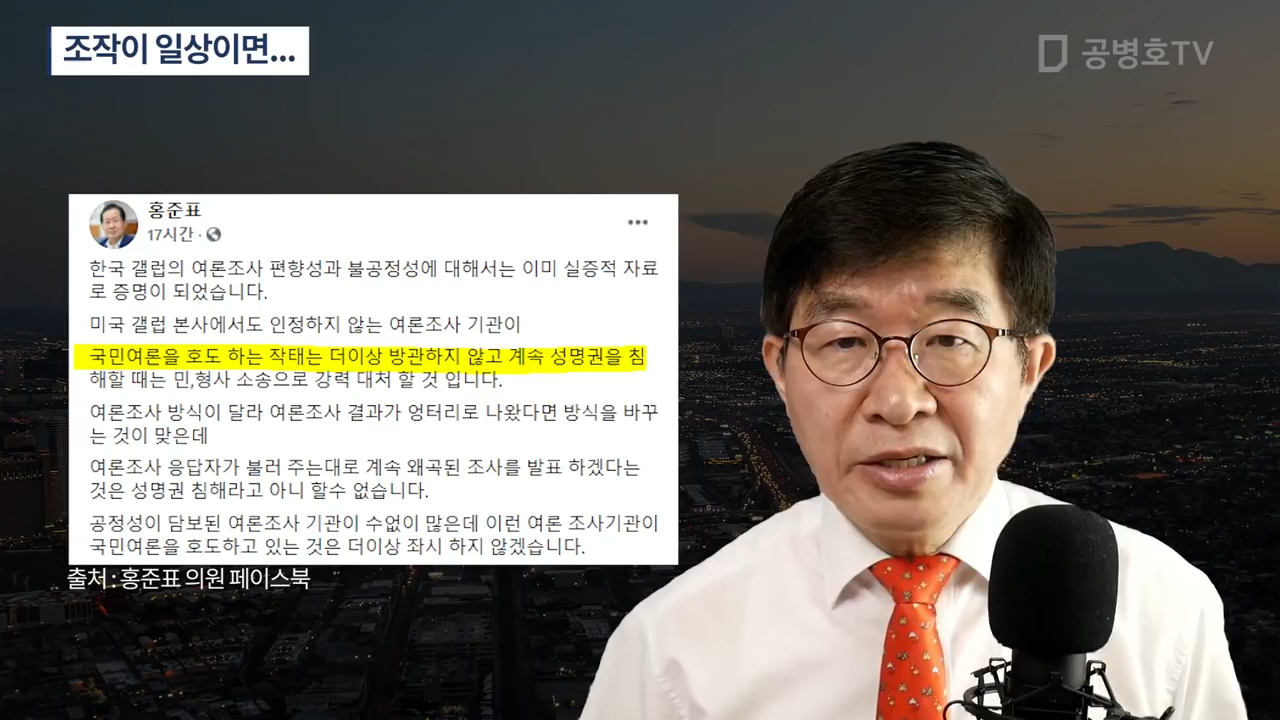 조작이 일상이면...
공병호TV
홍준표
17시간 ·
한국 갤럽의 여론조사 편향성과 불공정성에 대해서는 이미 실증적 자료
로 증명이 되었습니다.
미국 갤럽 본사에서도 인정하지 않는 여론조사 기관이
국민여론을 호도 하는 작태는 더이상 방관하지 않고 계속 성명권을 침
해할 때는 민,형사 소송으로 강력 대처 할 것 입니다.
여론조사 방식이 달라 여론조사 결과가 엉터리로 나왔다면 방식을 바꾸
는 것이 맞은데
여론조사 응답자가 불러 주는대로 계속 왜곡된 조사를 발표 하겠다는
것은 성명권 침해라고 아니 할수 없습니다.
공정성이 담보된 여론조사 기관이 수없이 많은데 이런 여론 조사기관이
국민여론을 호도하고 있는 것은 더이상 좌시 하지 않겠습니다.
출처 : 홍준표 의원 페이스북